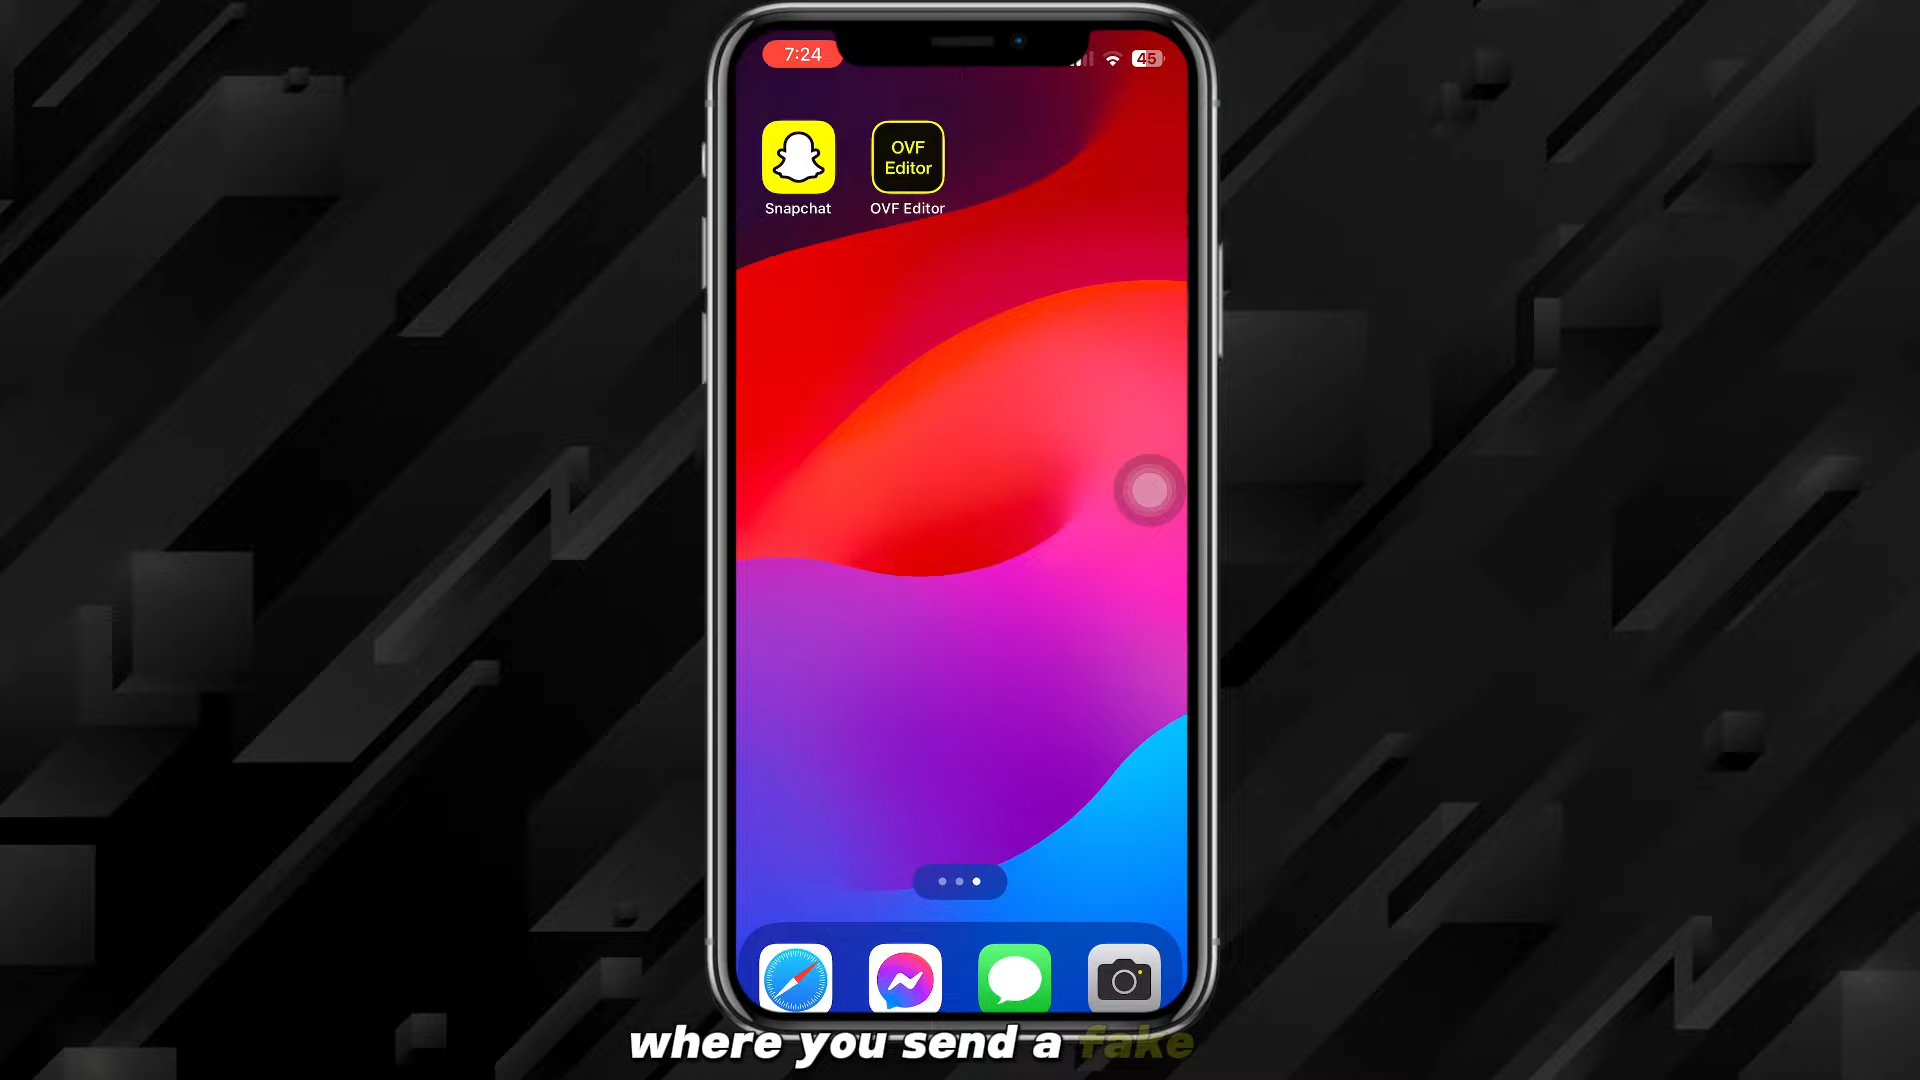 7:24
45
OVF
Editor
Snapchat
OVF Editor
where you send a fake